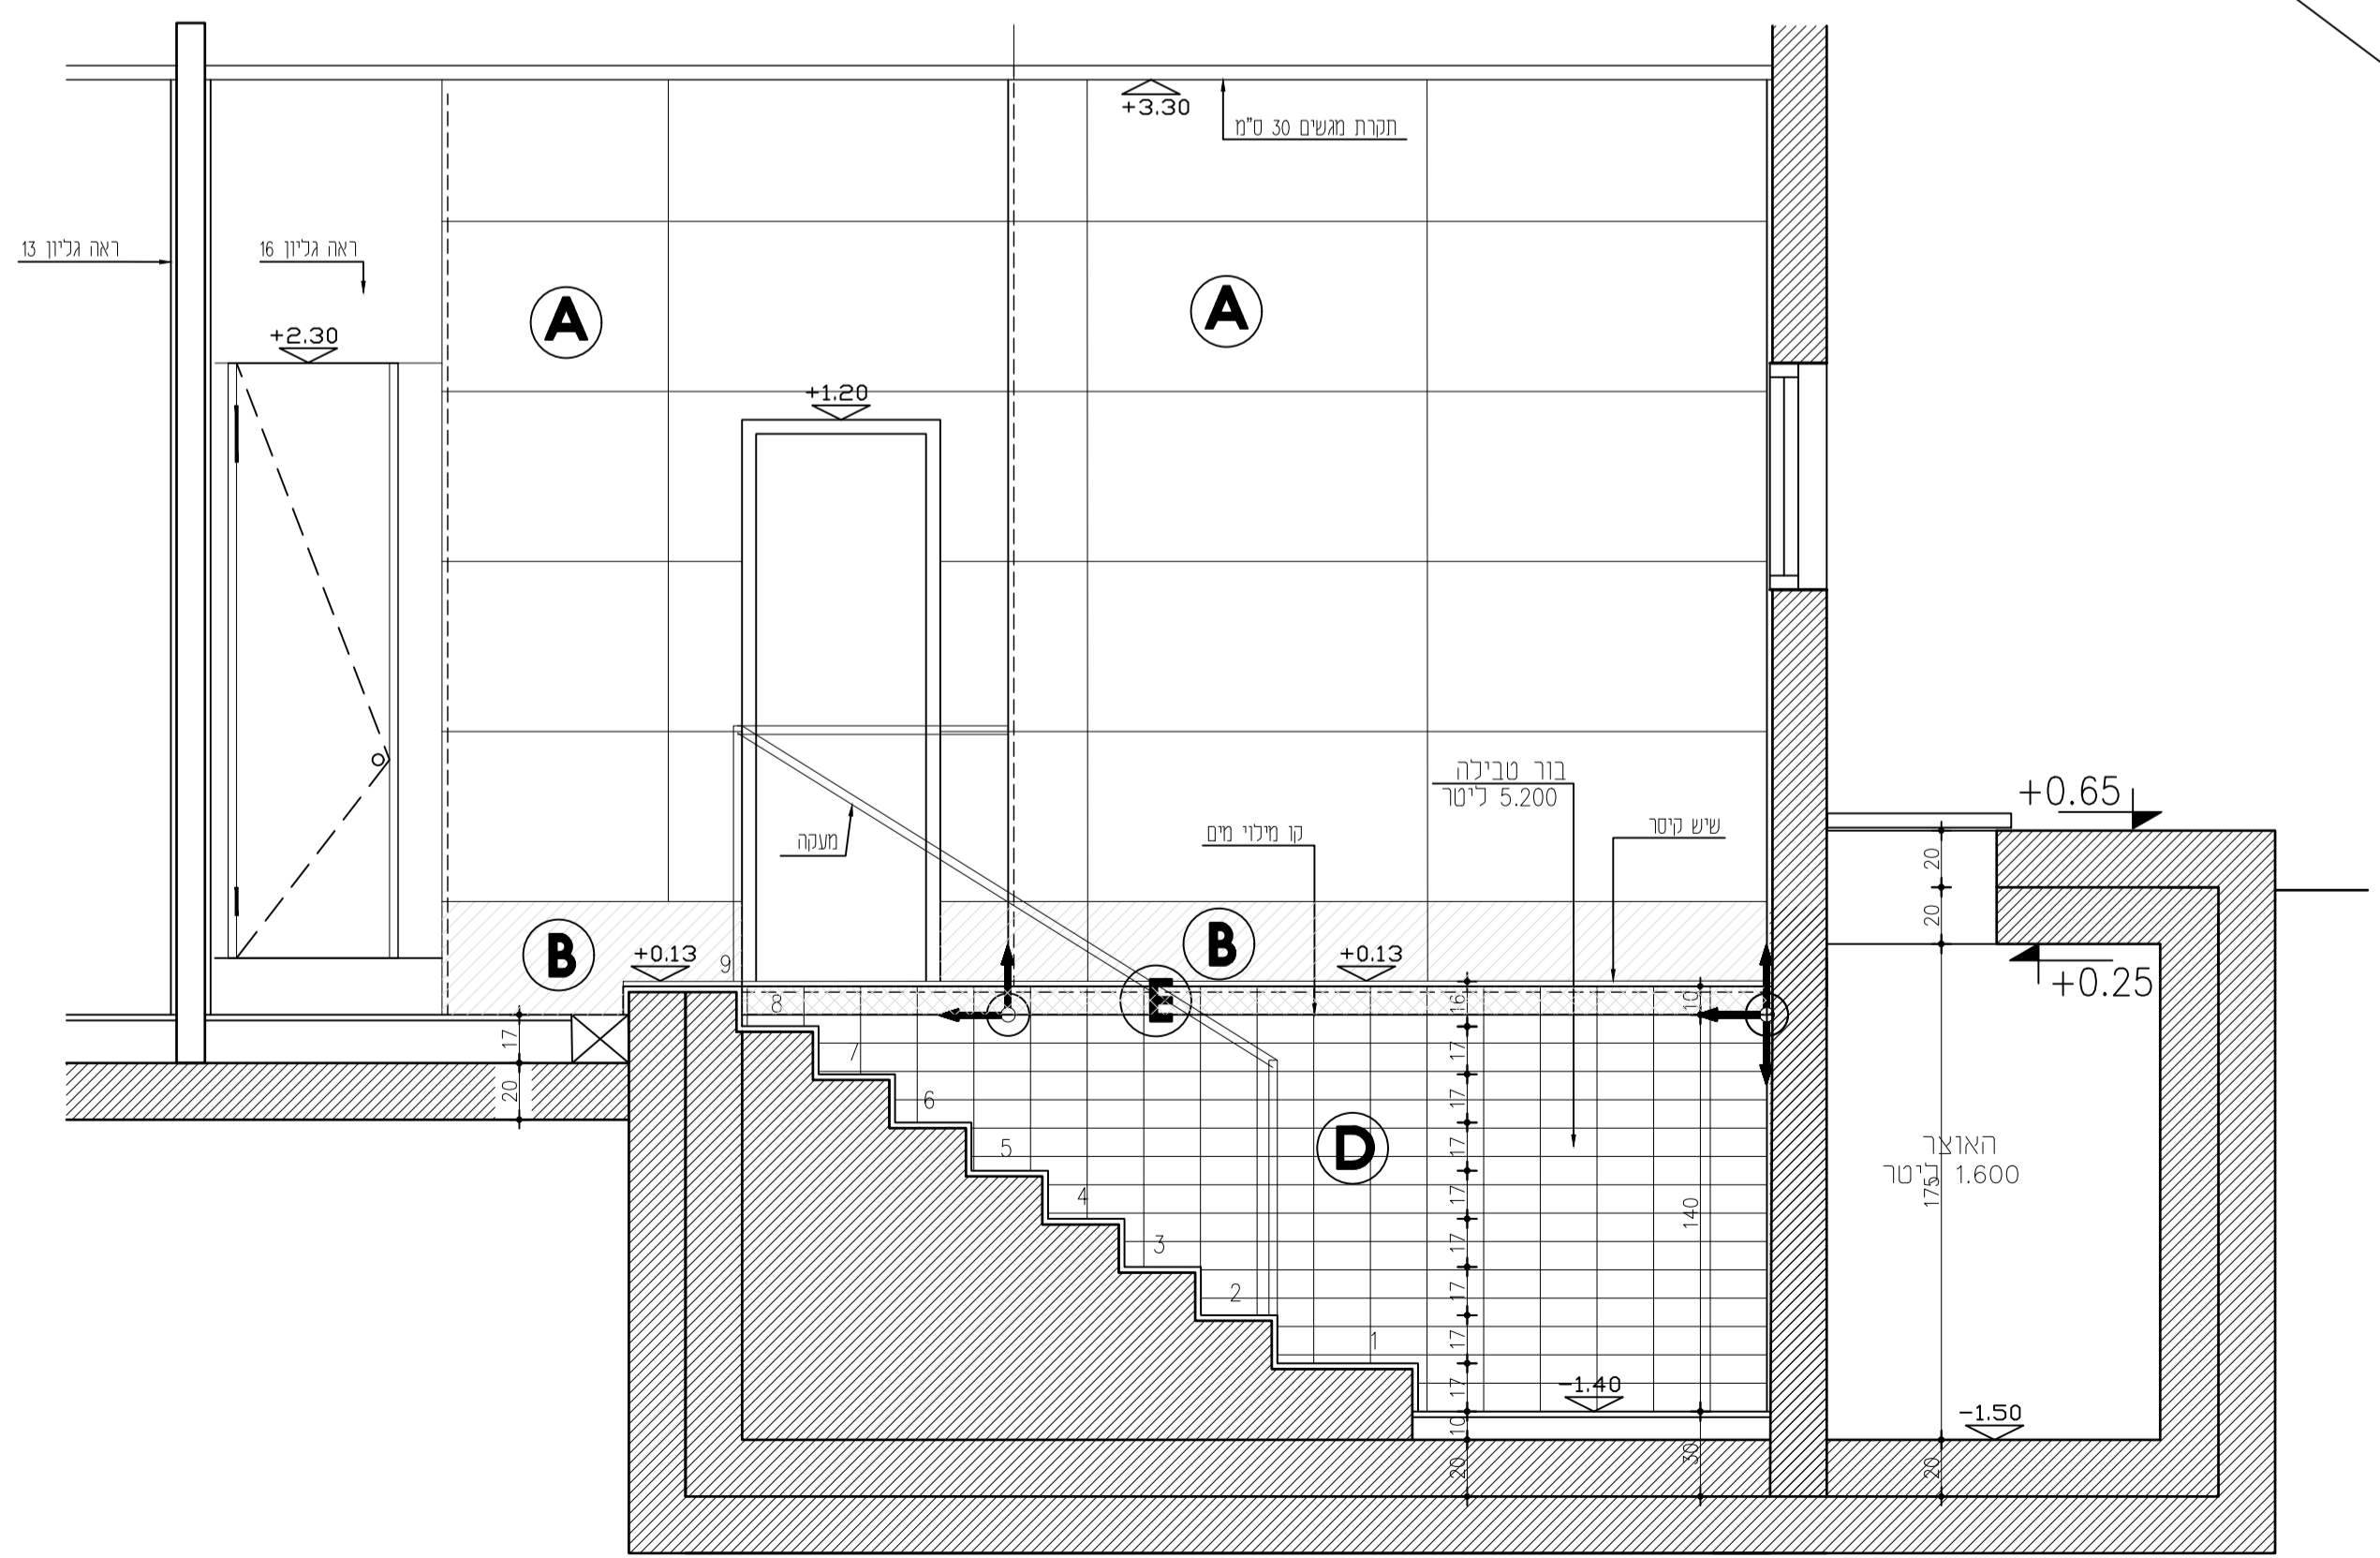 +3.30
תקרת מגשים 30 ס"מ
ראה גליון 13
ראה גליון 16
A
A
+2.30
+1.20
בור טבילה
5.200 ליטר
+0.65
מעקה
קו מילוי מים
שיש קיסר
20
20
B
B
+0.13
+0.13
+0.25
9
8
7
6
5
4
3
2
1
E
D
17
20
16
17
17
17
17
17
17
17
17
10
20
10
140
30
האוצר
1.600 ליטר
175
-1.40
-1.50
20